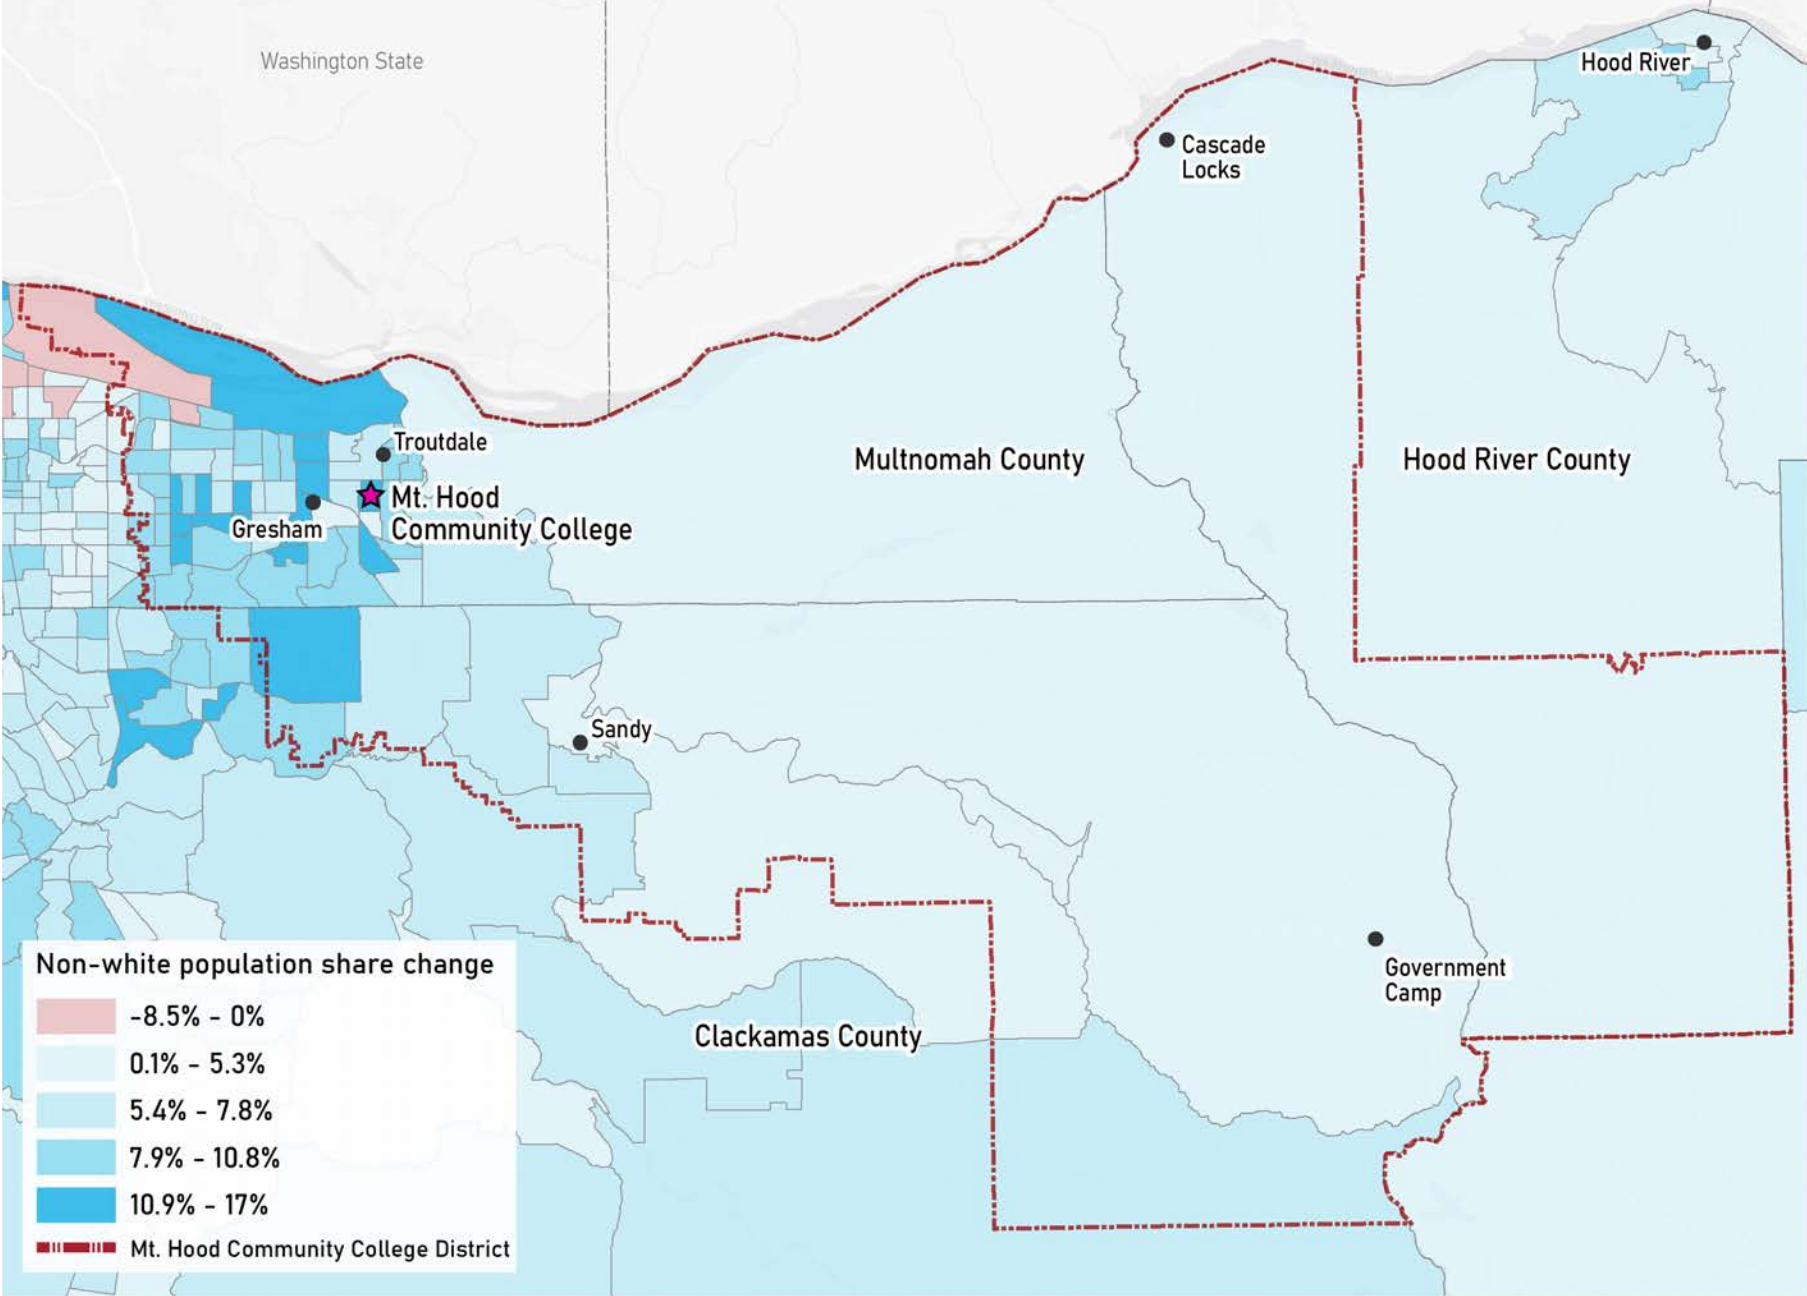 Washington State
Hood River
Cascade
Locks
Troutdale
Multnomah County
Hood River County
Mt. Hood
Community College
Gresham
Sandy
Government
Camp
Clackamas County
Non-white population share change
-8.5% - 0%
0.1% - 5.3%
5.4% - 7.8%
7.9% - 10.8%
10.9% - 17%
Mt. Hood Community College District